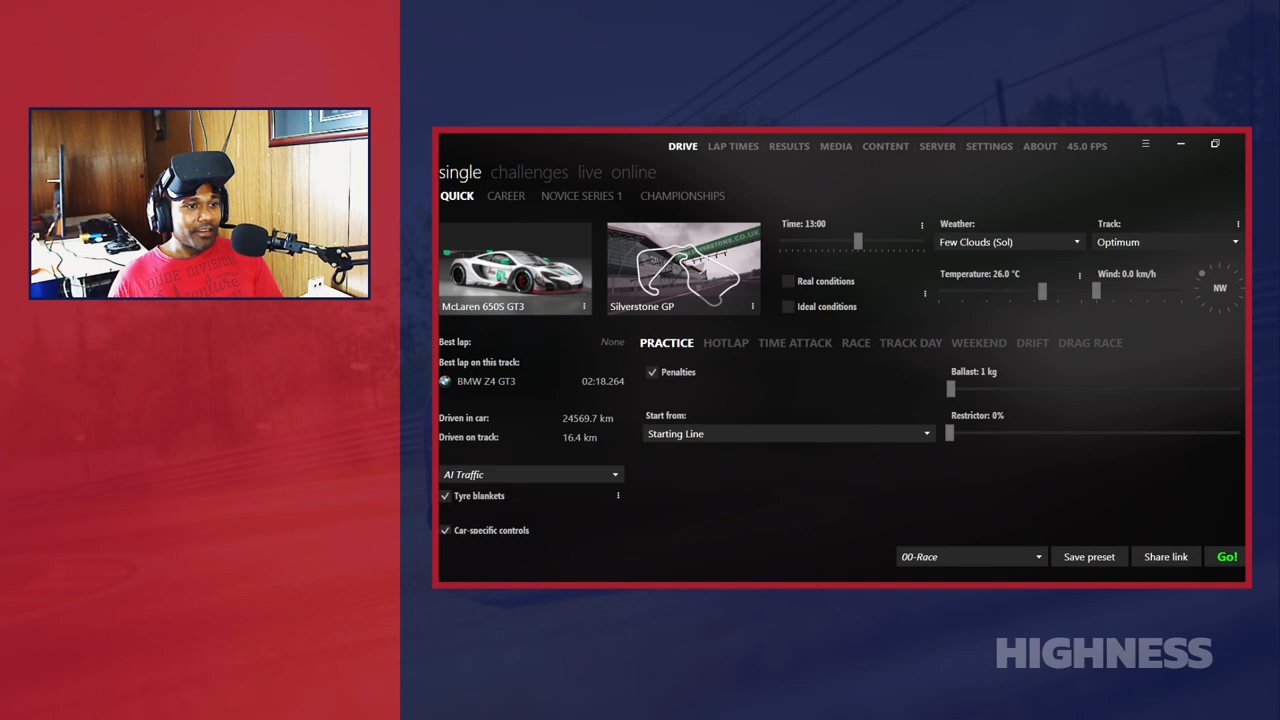 DRIVE LAP TIMES RESULTS MEDIA CONTENT SERVER SETTINGS ABOUT 45.0 FPS
single challenges live online
QUICK CAREER NOVICE SERIES 1 CHAMPIONSHIPS
McLaren 650S GT3
SILVERSTONE.CO.UK
Silverstone GP
Time: 13:00
Real conditions
Ideal conditions
Weather:
Few Clouds (Sol)
Track:
Optimum
Temperature: 26.0 °C
Wind: 0.0 km/h
NW
Best lap: None
Best lap on this track:
BMW Z4 GT3 02:18.264
Driven in car: 24569.7 km
Driven on track: 16.4 km
AI Traffic
Tyre blankets
Car-specific controls
PRACTICE HOTLAP TIME ATTACK RACE TRACK DAY WEEKEND DRIFT DRAG RACE
Penalties
Start from:
Starting Line
Ballast: 1 kg
Restrictor: 0%
00-Race Save preset Share link Go!
DUDE DIVISION
HIGHNESS